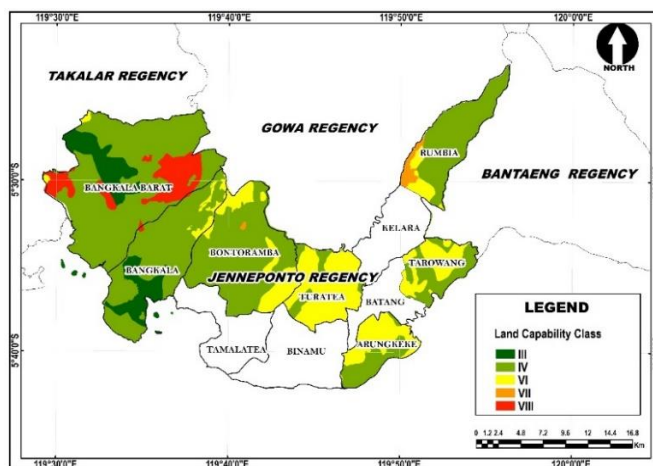 119°30'0"E
119°40'0"E
119°50'0"E
120°0'0"E
TAKALAR REGENCY
NORTH
GOWA REGENCY
RUMBIA
BANTAENG REGENCY
5°30'0"S
BANGKALA BARAT
KELARA
BONTORAMBA
TAROWANG
BANGKALA
JENNEPONTO REGENCY
TURATEA
BATANG
LEGEND
Land Capability Class
III
IV
VI
VII
VIII
5°40'0"S
TAMALATEA
BINAMU
ARUNGKEKE
0 1.2 2.4 4.8 7.2 9.6 12 14.4 16.8
Km
119°30'0"E
119°40'0"E
119°50'0"E
120°0'0"E